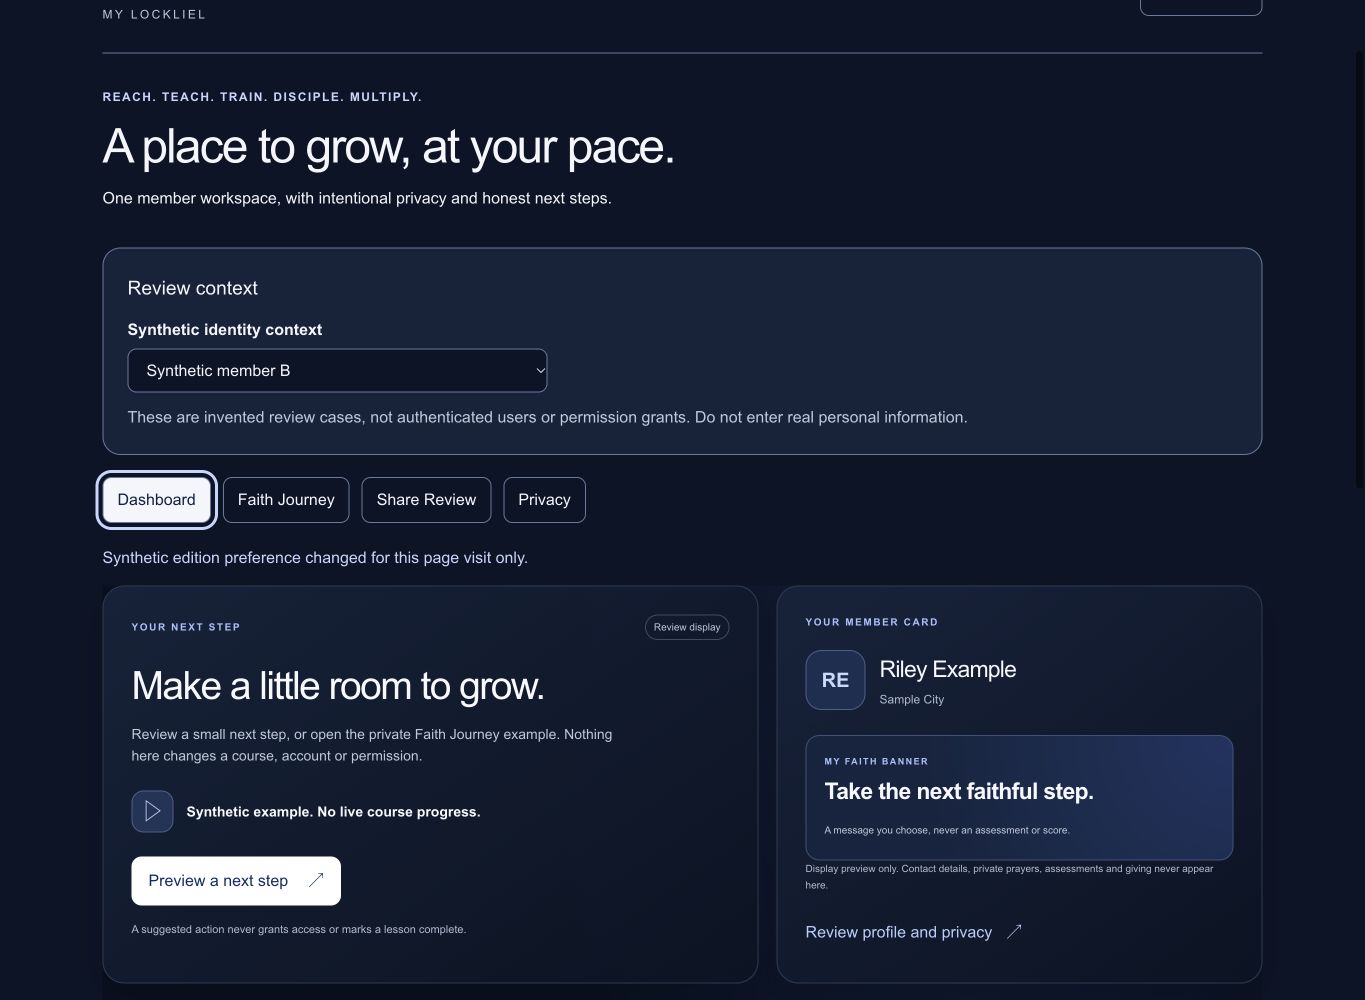 MY LOCKLIEL
REACH. TEACH. TRAIN. DISCIPLE. MULTIPLY.
A place to grow, at your pace.
One member workspace, with intentional privacy and honest next steps.
Review context
Synthetic identity context
Synthetic member B
These are invented review cases, not authenticated users or permission grants. Do not enter real personal information.
Dashboard
Faith Journey
Share Review
Privacy
Synthetic edition preference changed for this page visit only.
YOUR NEXT STEP
Review display
Make a little room to grow.
Review a small next step, or open the private Faith Journey example. Nothing
here changes a course, account or permission.
Synthetic example. No live course progress.
Preview a next step
A suggested action never grants access or marks a lesson complete.
YOUR MEMBER CARD
RE
Riley Example
Sample City
MY FAITH BANNER
Take the next faithful step.
A message you choose, never an assessment or score.
Display preview only. Contact details, private prayers, assessments and giving never appear
here.
Review profile and privacy